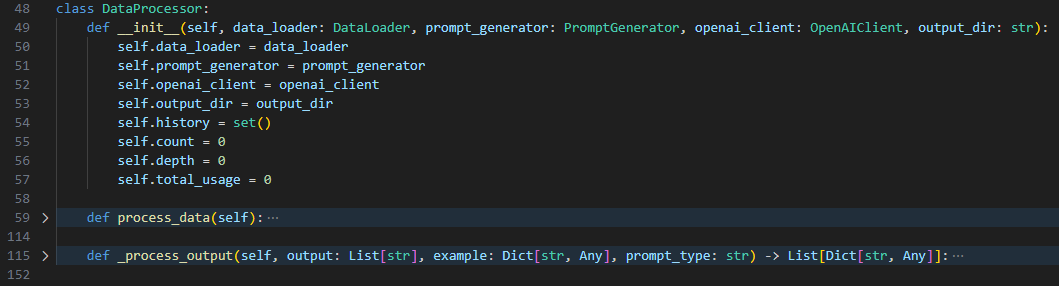 48 class DataProcessor:
49     def __init__(self, data_loader: DataLoader, prompt_generator: PromptGenerator, openai_client: OpenAIClient, output_dir: str):
50         self.data_loader = data_loader
51         self.prompt_generator = prompt_generator
52         self.openai_client = openai_client
53         self.output_dir = output_dir
54         self.history = set()
55         self.count = 0
56         self.depth = 0
57         self.total_usage = 0
58
59 >     def process_data(self): ⋯
114
115 >     def _process_output(self, output: List[str], example: Dict[str, Any], prompt_type: str) -> List[Dict[str, Any]]: ⋯
152